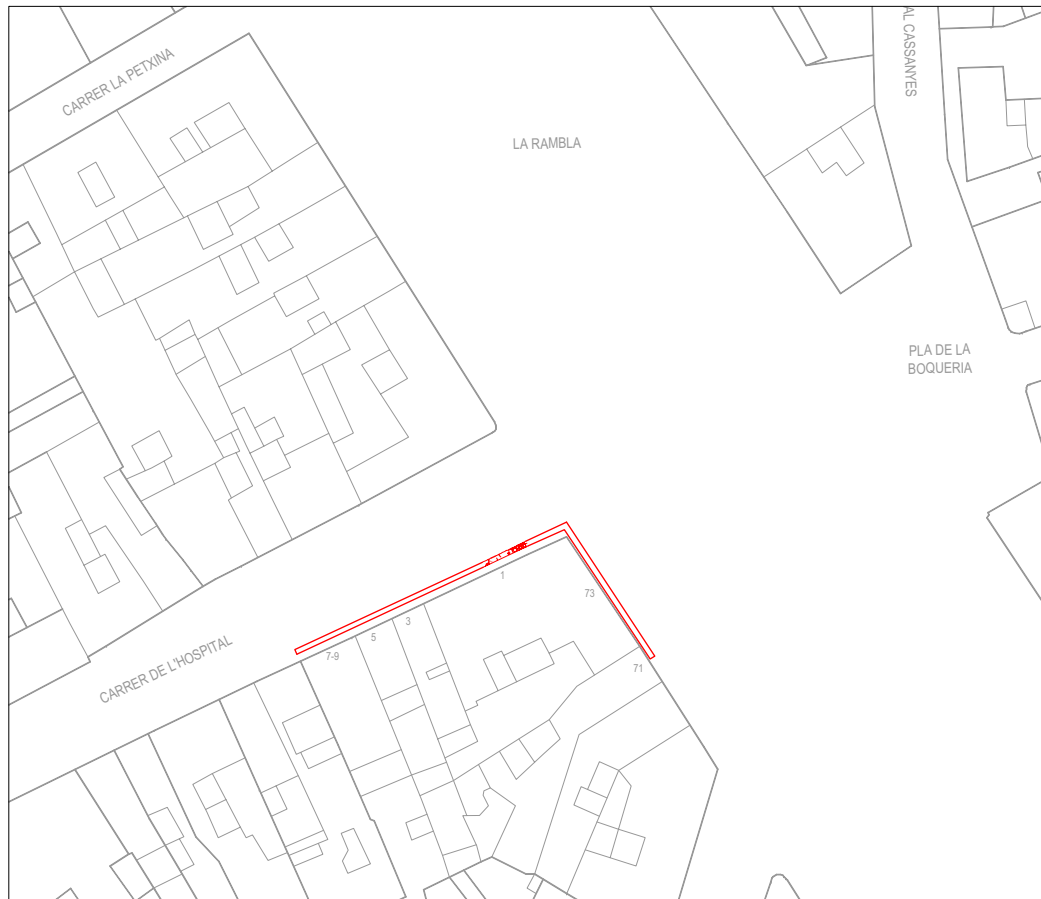 CARRER LA PETXINA
AL CASSANYES
LA RAMBLA
PLA DE LA
BOQUERIA
1
73
3
5
7-9
71
CARRER DE L'HOSPITAL